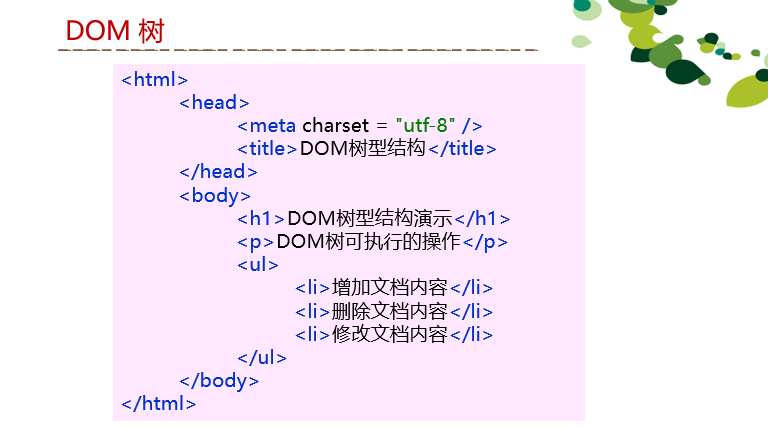 DOM 树
<html>
<head>
<meta charset = "utf-8" />
<title>DOM树型结构</title>
</head>
<body>
<h1>DOM树型结构演示</h1>
<p>DOM树可执行的操作</p>
<ul>
<li>增加文档内容</li>
<li>删除文档内容</li>
<li>修改文档内容</li>
</ul>
</body>
</html>